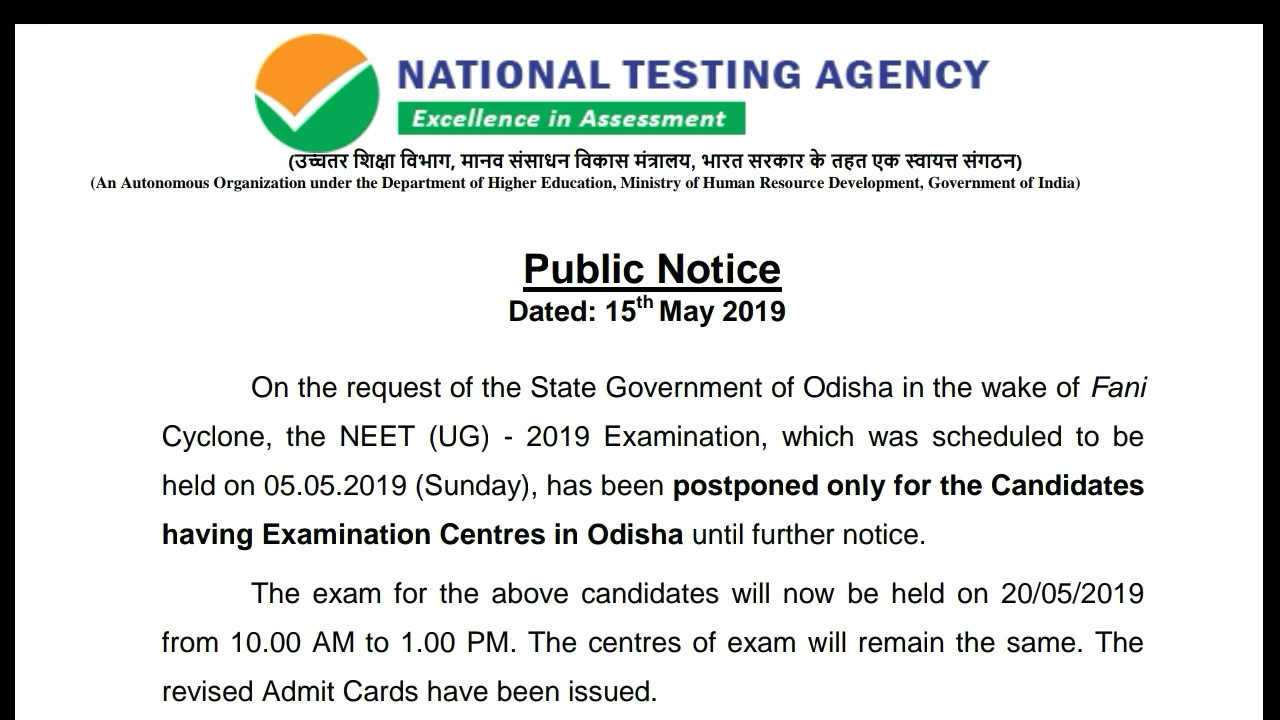 NATIONAL TESTING AGENCY
Excellence in Assessment
(उच्चतर शिक्षा विभाग, मानव संसाधन विकास मंत्रालय, भारत सरकार के तहत एक स्वायत्त संगठन)
(An Autonomous Organization under the Department of Higher Education, Ministry of Human Resource Development, Government of India)
Public Notice
Dated: 15th May 2019
On the request of the State Government of Odisha in the wake of Fani
Cyclone, the NEET (UG) - 2019 Examination, which was scheduled to be
held on 05.05.2019 (Sunday), has been postponed only for the Candidates
having Examination Centres in Odisha until further notice.
The exam for the above candidates will now be held on 20/05/2019
from 10.00 AM to 1.00 PM. The centres of exam will remain the same. The
revised Admit Cards have been issued.